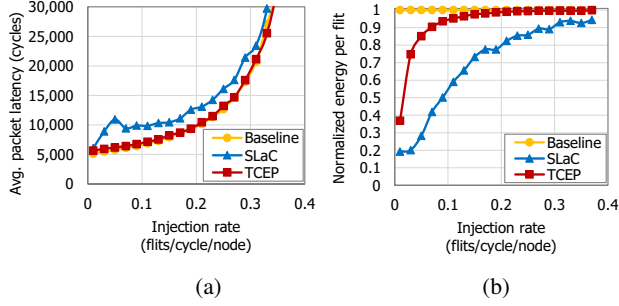 Avg. packet latency (cycles)
30,000
25,000
20,000
15,000
10,000
5,000
0
0
0.1
0.2
0.3
0.4
Baseline
SLaC
TCEP
Injection rate
(flits/cycle/node)
(a)
Normalized energy per flit
1
0.9
0.8
0.7
0.6
0.5
0.4
0.3
0.2
0.1
0
0
0.1
0.2
0.3
0.4
Baseline
SLaC
TCEP
Injection rate
(flits/cycle/node)
(b)